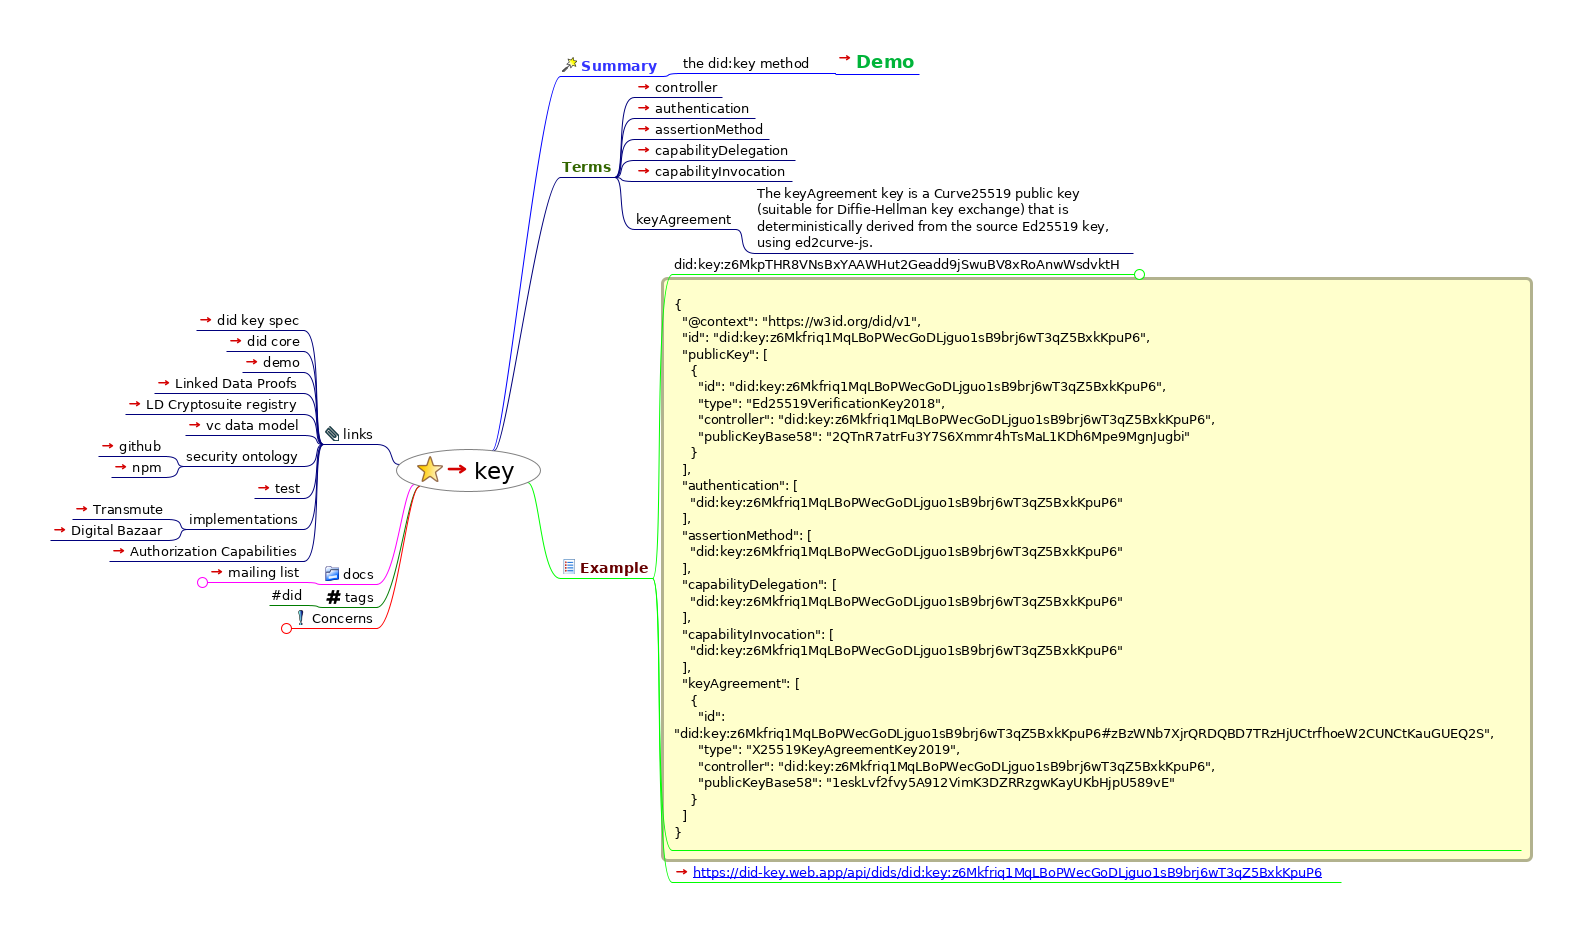 Summary
the did:key method
Demo
Terms
controller
authentication
assertionMethod
capabilityDelegation
capabilityInvocation
keyAgreement
The keyAgreement key is a Curve25519 public key
(suitable for Diffie-Hellman key exchange) that is
deterministically derived from the source Ed25519 key,
using ed2curve-js.
did:key:z6MkpTHR8VNsBxYAAWHut2Geadd9jSwuBV8xRoAnwWsdvktH
{
"@context": "https://w3id.org/did/v1",
"id": "did:key:z6Mkfriq1MqLBoPWecGoDLjguo1sB9brj6wT3qZ5BxkKpuP6",
"publicKey": [
{
"id": "did:key:z6Mkfriq1MqLBoPWecGoDLjguo1sB9brj6wT3qZ5BxkKpuP6",
"type": "Ed25519VerificationKey2018",
"controller": "did:key:z6Mkfriq1MqLBoPWecGoDLjguo1sB9brj6wT3qZ5BxkKpuP6",
"publicKeyBase58": "2QTnR7atrFu3Y7S6Xmmr4hTsMaL1KDh6Mpe9MgnJugbi"
}
],
"authentication": [
"did:key:z6Mkfriq1MqLBoPWecGoDLjguo1sB9brj6wT3qZ5BxkKpuP6"
],
"assertionMethod": [
"did:key:z6Mkfriq1MqLBoPWecGoDLjguo1sB9brj6wT3qZ5BxkKpuP6"
],
"capabilityDelegation": [
"did:key:z6Mkfriq1MqLBoPWecGoDLjguo1sB9brj6wT3qZ5BxkKpuP6"
],
"capabilityInvocation": [
"did:key:z6Mkfriq1MqLBoPWecGoDLjguo1sB9brj6wT3qZ5BxkKpuP6"
],
"keyAgreement": [
{
"id":
"did:key:z6Mkfriq1MqLBoPWecGoDLjguo1sB9brj6wT3qZ5BxkKpuP6#zBzWNb7XjrQRDQBD7TRzHjUCtrfhoeW2CUNCtKauGUEQ2S",
"type": "X25519KeyAgreementKey2019",
"controller": "did:key:z6Mkfriq1MqLBoPWecGoDLjguo1sB9brj6wT3qZ5BxkKpuP6",
"publicKeyBase58": "1eskLvf2fvy5A912VimK3DZRRzgwKayUKbHjpU589vE"
}
]
}
Example
https://did-key.web.app/api/dids/did:key:z6Mkfriq1MqLBoPWecGoDLjguo1sB9brj6wT3qZ5BxkKpuP6
key
links
did key spec
did core
demo
Linked Data Proofs
LD Cryptosuite registry
vc data model
security ontology
github
npm
test
implementations
Transmute
Digital Bazaar
Authorization Capabilities
docs
mailing list
tags
#did
Concerns